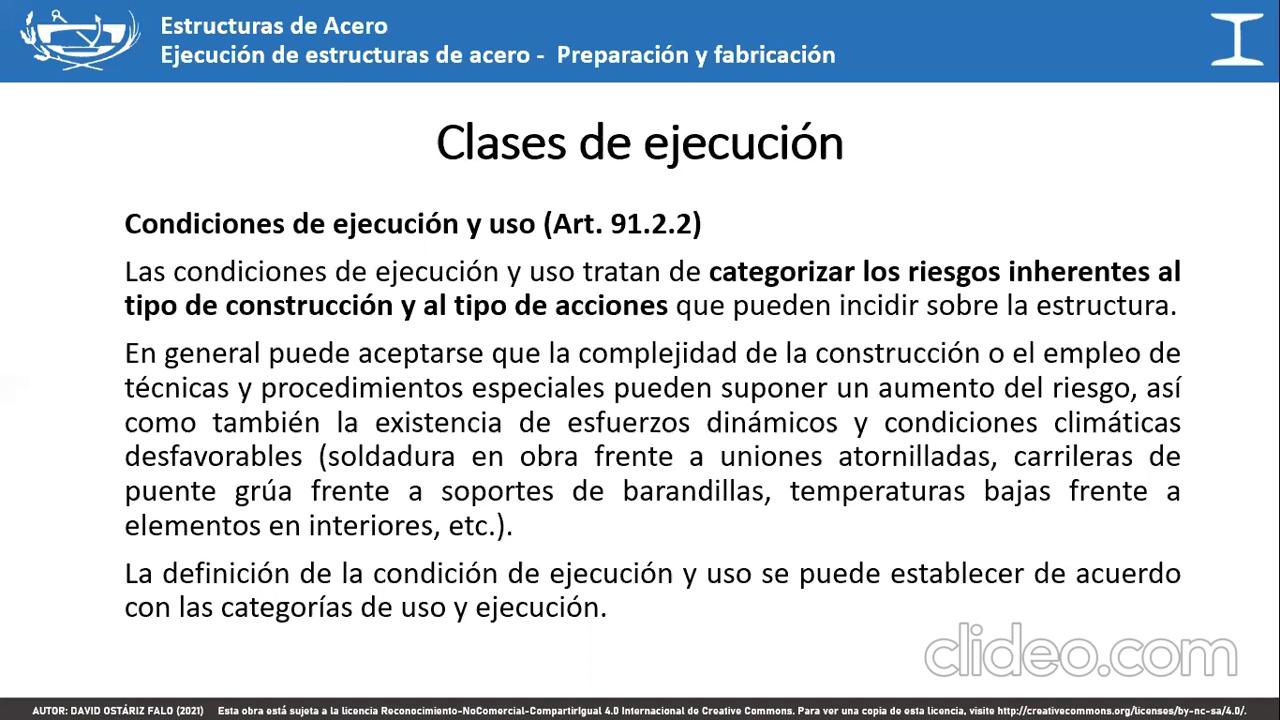 Estructuras de Acero
Ejecución de estructuras de acero - Preparación y fabricación
Clases de ejecución
Condiciones de ejecución y uso (Art. 91.2.2)
Las condiciones de ejecución y uso tratan de categorizar los riesgos inherentes al
tipo de construcción y al tipo de acciones que pueden incidir sobre la estructura.
En general puede aceptarse que la complejidad de la construcción o el empleo de
técnicas y procedimientos especiales pueden suponer un aumento del riesgo, así
como también la existencia de esfuerzos dinámicos y condiciones climáticas
desfavorables (soldadura en obra frente a uniones atornilladas, carrileras de
puente grúa frente a soportes de barandillas, temperaturas bajas frente a
elementos en interiores, etc.).
La definición de la condición de ejecución y uso se puede establecer de acuerdo
con las categorías de uso y ejecución.
clideo.com
AUTOR: DAVID OSTÁRIZ FALO (2021) Esta obra está sujeta a la licencia Reconocimiento-NoComercial-CompartirIgual 4.0 Internacional de Creative Commons. Para ver una copia de esta licencia, visite http://creativecommons.org/licenses/by-nc-sa/4.0/.